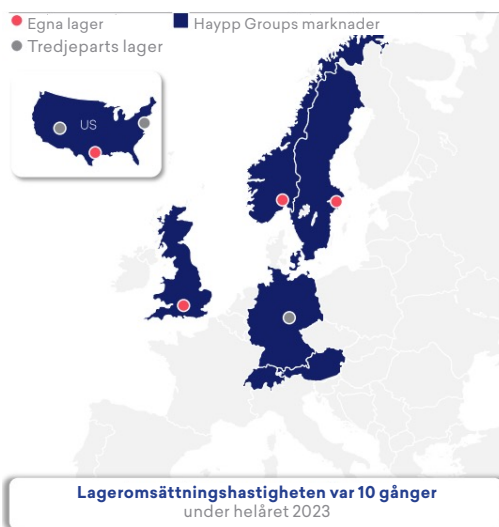 Egna lager
Haypp Groups marknader
Tredjeparts lager
US
Lageromsättningshastigheten var 10 gånger
under helåret 2023